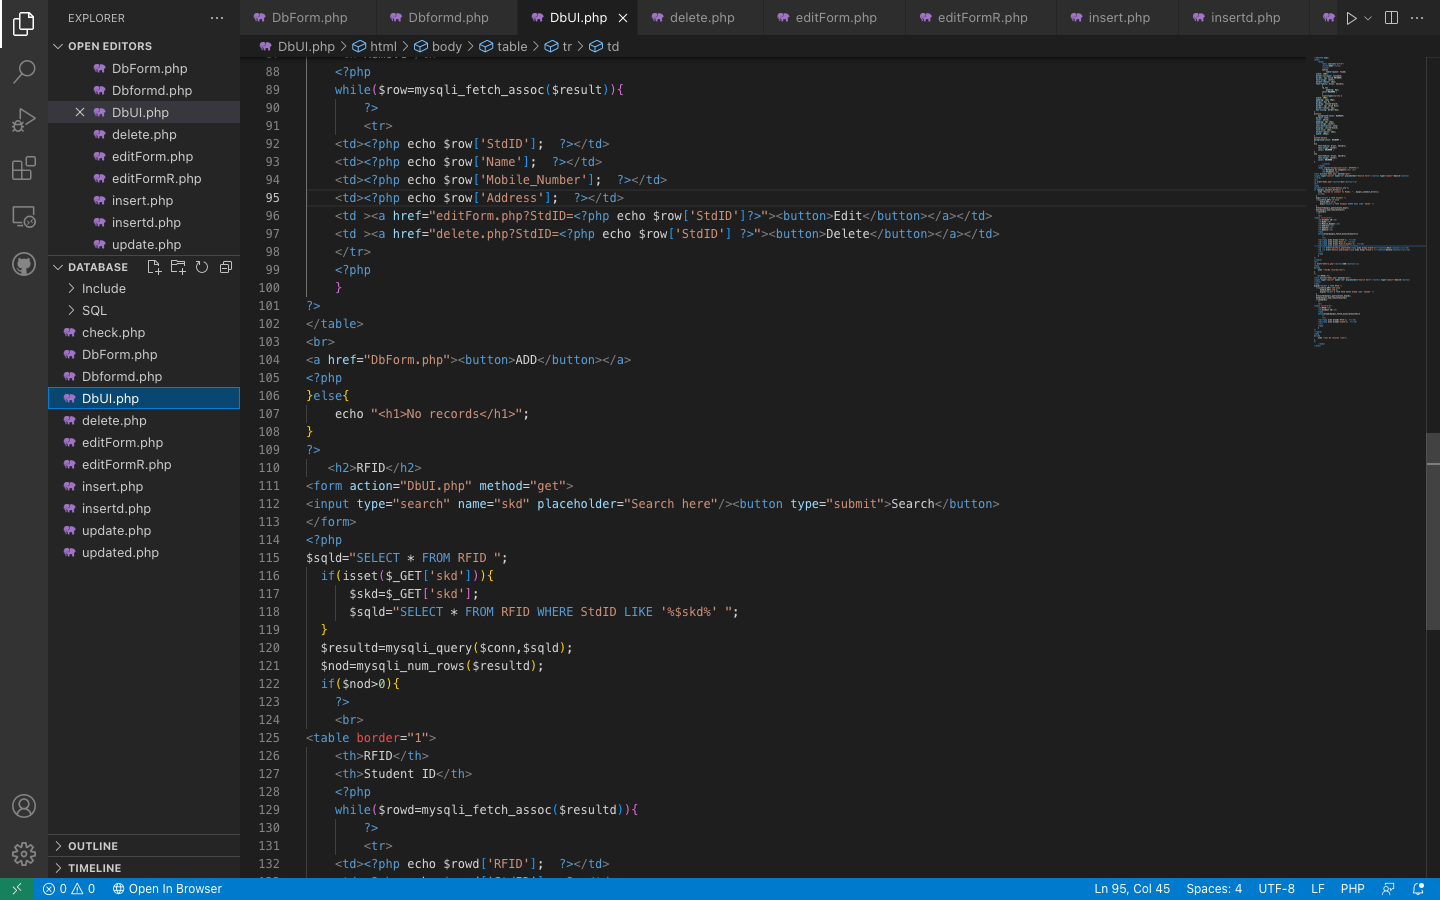 EXPLORER
OPEN EDITORS
DbForm.php
Dbformd.php
DbUI.php
delete.php
editForm.php
editFormR.php
insert.php
insertd.php
update.php
DATABASE
Include
SQL
check.php
DbForm.php
Dbformd.php
DbUI.php
delete.php
editForm.php
editFormR.php
insert.php
insertd.php
update.php
updated.php
OUTLINE
TIMELINE
DbForm.php Dbformd.php DbUI.php delete.php editForm.php editFormR.php insert.php insertd.php
DbUI.php > html > body > table > tr > td
88 <?php
89 while($row=mysqli_fetch_assoc($result)){
90 ?>
91 <tr>
92 <td><?php echo $row['StdID'];  ?></td>
93 <td><?php echo $row['Name'];  ?></td>
94 <td><?php echo $row['Mobile_Number'];  ?></td>
95 <td><?php echo $row['Address'];  ?></td>
96 <td ><a href="editForm.php?StdID=<?php echo $row['StdID']?>"><button>Edit</button></a></td>
97 <td ><a href="delete.php?StdID=<?php echo $row['StdID'] ?>"><button>Delete</button></a></td>
98 </tr>
99 <?php
100 }
101 ?>
102 </table>
103 <br>
104 <a href="DbForm.php"><button>ADD</button></a>
105 <?php
106 }else{
107 echo "<h1>No records</h1>";
108 }
109 ?>
110 <h2>RFID</h2>
111 <form action="DbUI.php" method="get">
112 <input type="search" name="skd" placeholder="Search here"/><button type="submit">Search</button>
113 </form>
114 <?php
115 $sqld="SELECT * FROM RFID ";
116 if(isset($_GET['skd'])){
117 $skd=$_GET['skd'];
118 $sqld="SELECT * FROM RFID WHERE StdID LIKE '%$skd%' ";
119 }
120 $resultd=mysqli_query($conn,$sqld);
121 $nod=mysqli_num_rows($resultd);
122 if($nod>0){
123 ?>
124 <br>
125 <table border="1">
126 <th>RFID</th>
127 <th>Student ID</th>
128 <?php
129 while($rowd=mysqli_fetch_assoc($resultd)){
130 ?>
131 <tr>
132 <td><?php echo $rowd['RFID'];  ?></td>
0 0 Open In Browser Ln 95, Col 45 Spaces: 4 UTF-8 LF PHP